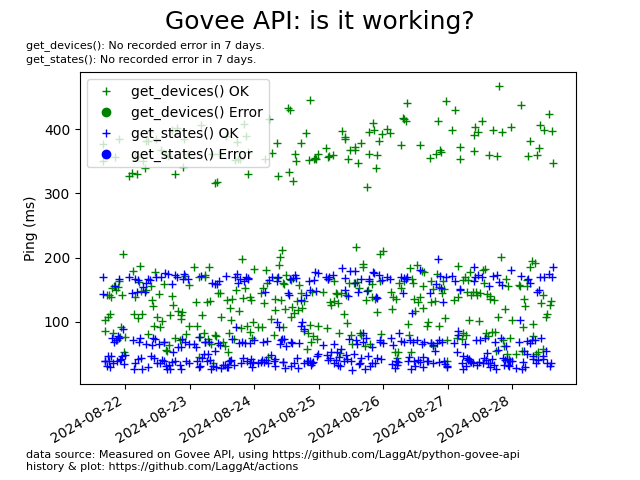 Govee API: is it working?
get_devices(): No recorded error in 7 days.
get_states(): No recorded error in 7 days.
get_devices() OK
get_devices() Error
get_states() OK
get_states() Error
Ping (ms)
400
300
200
100
2024-08-22
2024-08-23
2024-08-24
2024-08-25
2024-08-26
2024-08-27
2024-08-28
data source: Measured on Govee API, using https://github.com/LaggAt/python-govee-api
history & plot: https://github.com/LaggAt/actions